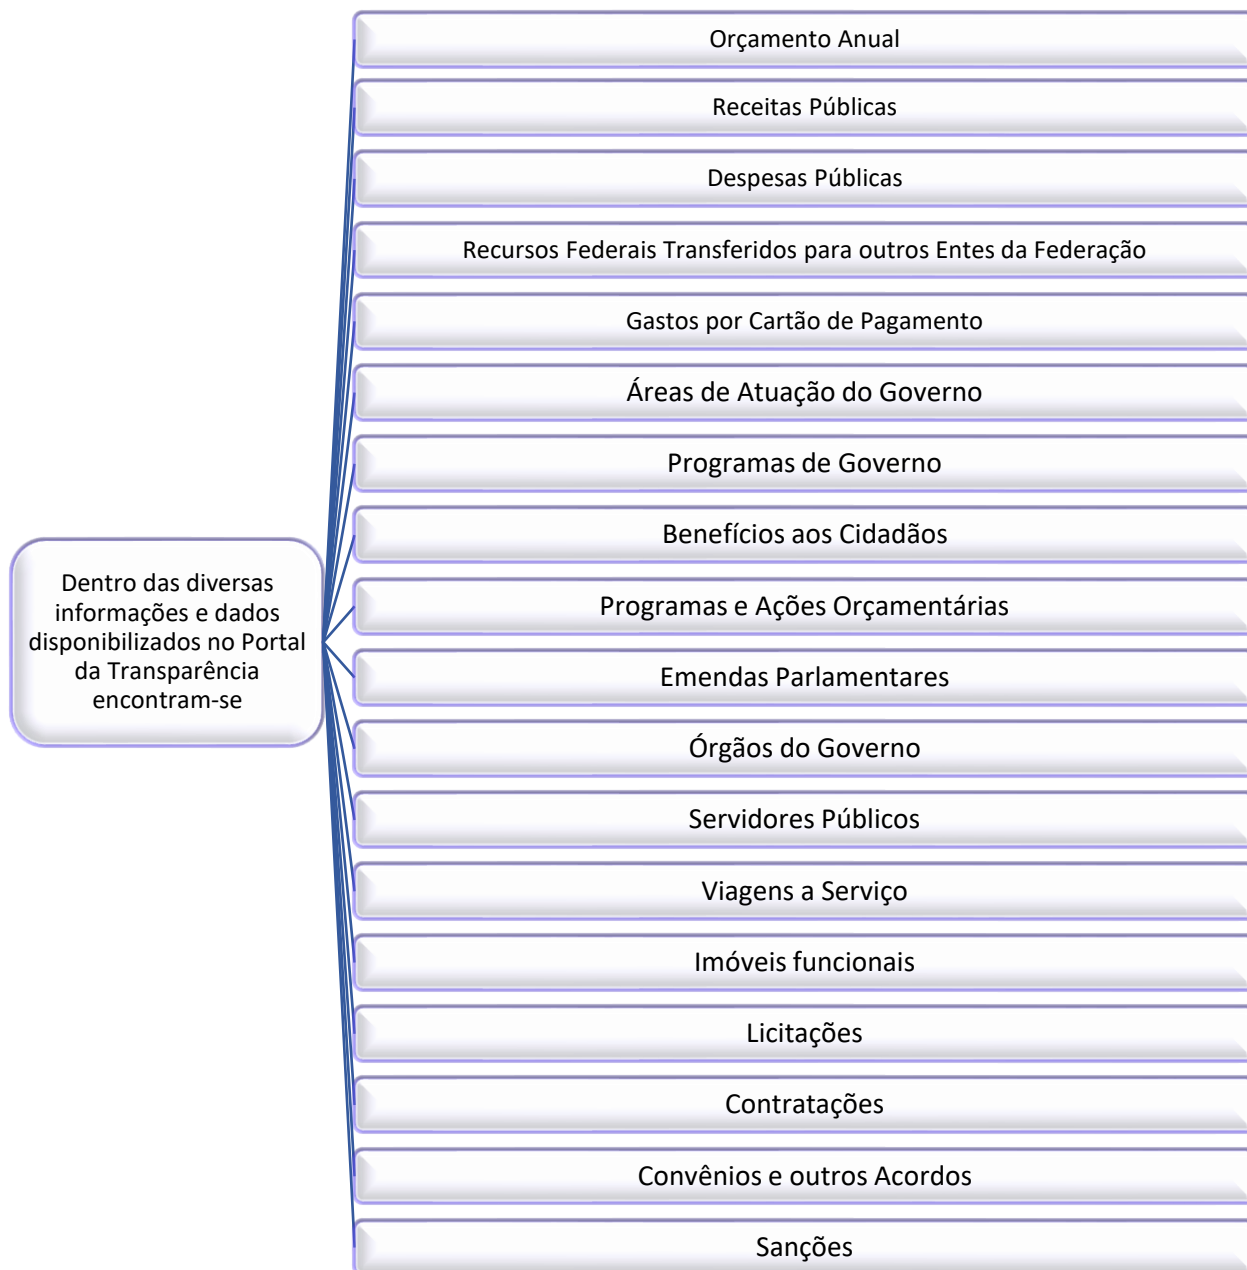 Orçamento Anual
Receitas Públicas
Despesas Públicas
Recursos Federais Transferidos para outros Entes da Federação
Gastos por Cartão de Pagamento
Áreas de Atuação do Governo
Programas de Governo
Benefícios aos Cidadãos
Dentro das diversas
informações e dados
disponibilizados no Portal
da Transparência
encontram-se
Programas e Ações Orçamentárias
Emendas Parlamentares
Órgãos do Governo
Servidores Públicos
Viagens a Serviço
Imóveis funcionais
Licitações
Contratações
Convênios e outros Acordos
Sanções